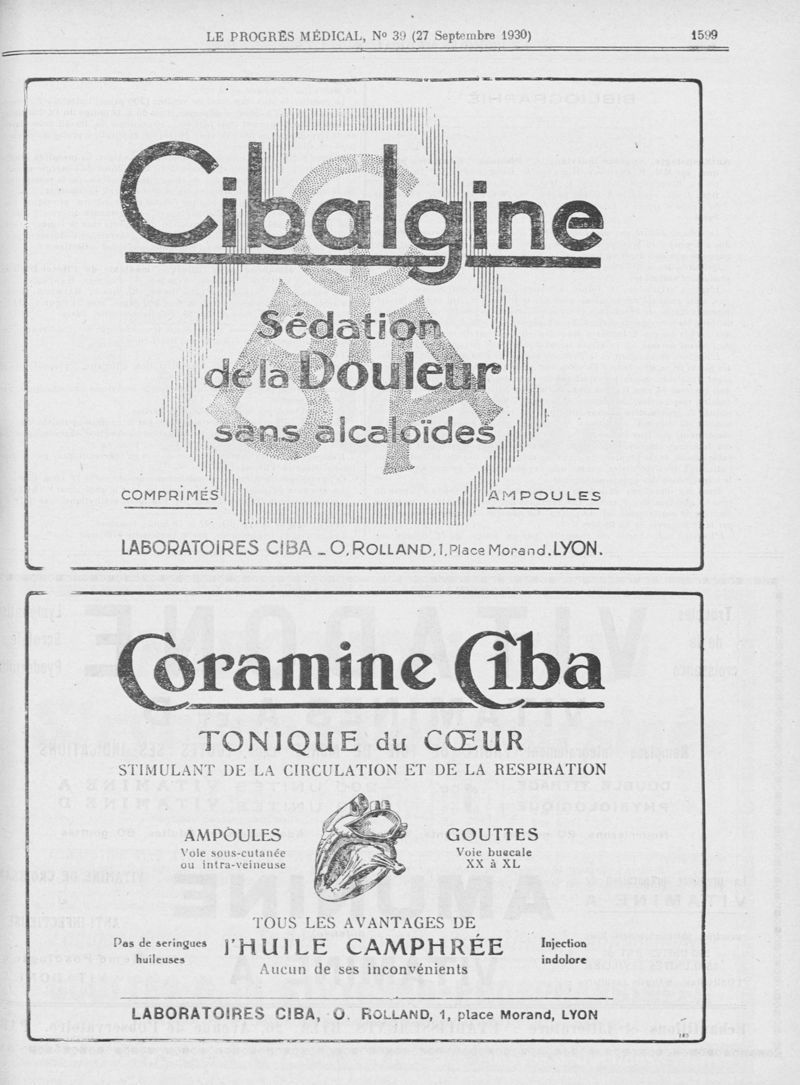 LE PROGRÈS MÉDICAL, N° 39 (27 Septembre 1930) 1599
Cibalgine
Sédation
de la Douleur
sans alcaloïdes
COMPRIMÉS AMPOULES
LABORATOIRES CIBA _ O. ROLLAND, 1, Place Morand. LYON.
Coramine Ciba
TONIQUE du CŒUR
STIMULANT DE LA CIRCULATION ET DE LA RESPIRATION
AMPOULES
Voie sous-cutanée
ou intra-veineuse
GOUTTES
Voie buccale
XX à XL
TOUS LES AVANTAGES DE
Pas de seringues
huileuses
l'HUILE CAMPHRÉE
Injection
indolore
Aucun de ses inconvénients
LABORATOIRES CIBA, O. ROLLAND, 1, place Morand, LYON